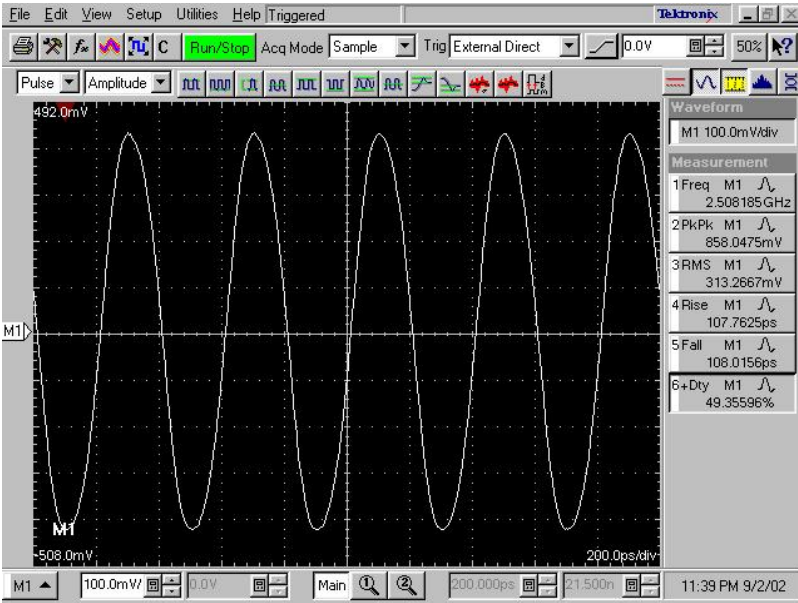 File Edit View Setup Utilities Help Triggered Tektronix
C Run/Stop Acq Mode Sample Trig External Direct 0.0V 50%
Pulse Amplitude
492.0mV
Waveform
M1 100.0mV/div
Measurement
1 Freq M1
2.508185GHz
2 PkPk M1
858.0475mV
3 RMS M1
313.2667mV
M1
4 Rise M1
107.7625ps
5 Fall M1
108.0156ps
6 +Dty M1
49.35596%
M1
-508.0mV 200.0ps/div
M1 100.0mV/ 0.0V Main 1 2 200.000ps 21.500n 11:39 PM 9/2/02